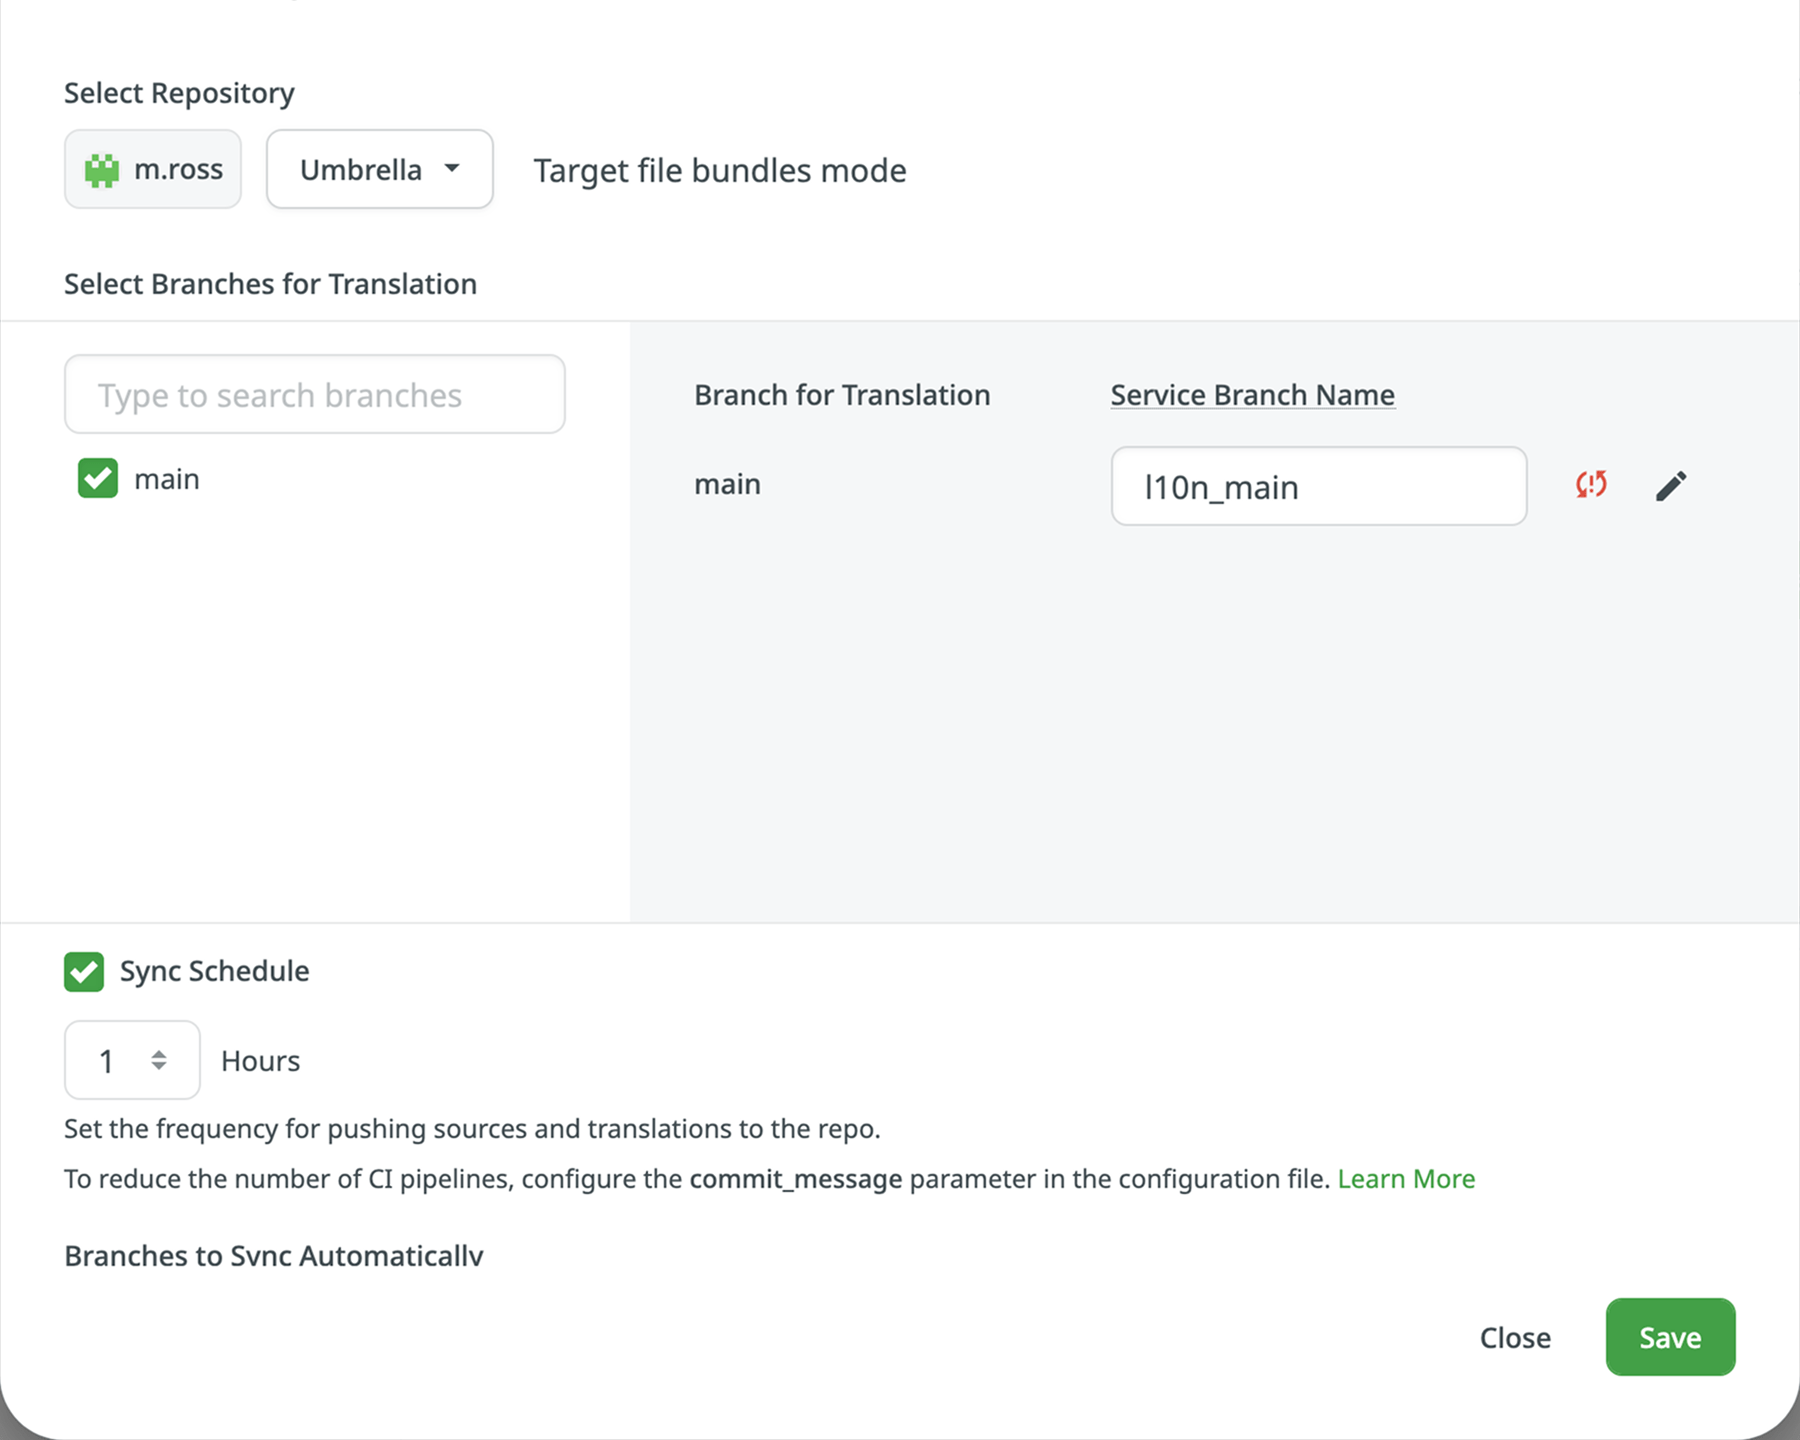 Select Repository
m.ross
Umbrella
Target file bundles mode
Select Branches for Translation
Type to search branches
Branch for Translation
Service Branch Name
main
main
l10n_main
Sync Schedule
1
Hours
Set the frequency for pushing sources and translations to the repo.
To reduce the number of CI pipelines, configure the commit_message parameter in the configuration file. Learn More
Branches to Sync Automatically
Close
Save